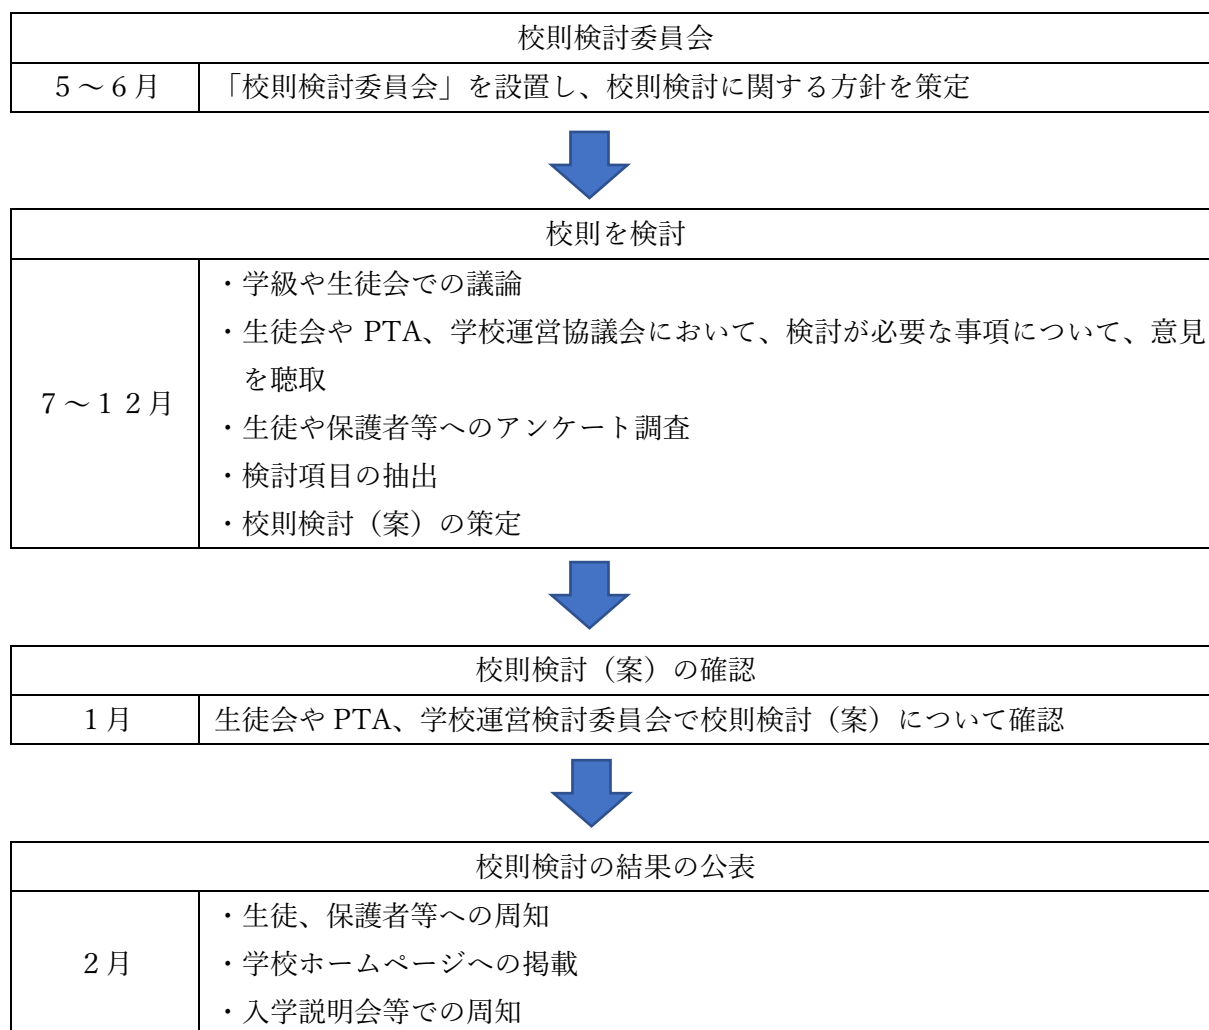 校則検討委員会
５～６月
「校則検討委員会」を設置し、校則検討に関する方針を策定
校則を検討
７～１２月
・学級や生徒会での議論
・生徒会や PTA、学校運営協議会において、検討が必要な事項について、意見
を聴取
・生徒や保護者等へのアンケート調査
・検討項目の抽出
・校則検討（案）の策定
校則検討（案）の確認
１月
生徒会や PTA、学校運営検討委員会で校則検討（案）について確認
校則検討の結果の公表
２月
・生徒、保護者等への周知
・学校ホームページへの掲載
・入学説明会等での周知